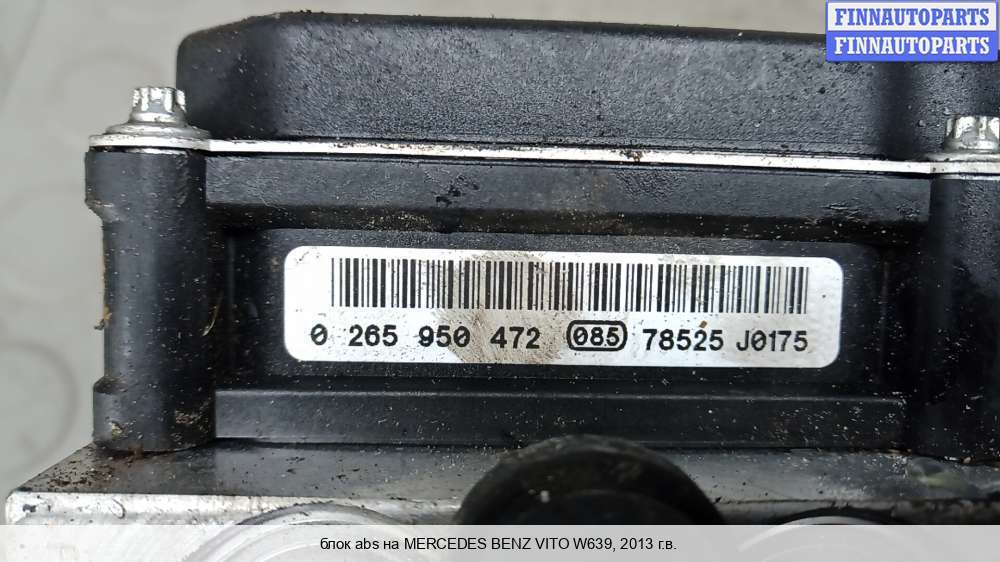 FINNAUTOPARTS
FINNAUTOPARTS
0 265 950 472 085 78525 J0175
блок abs на MERCEDES BENZ VITO W639, 2013 г.в.